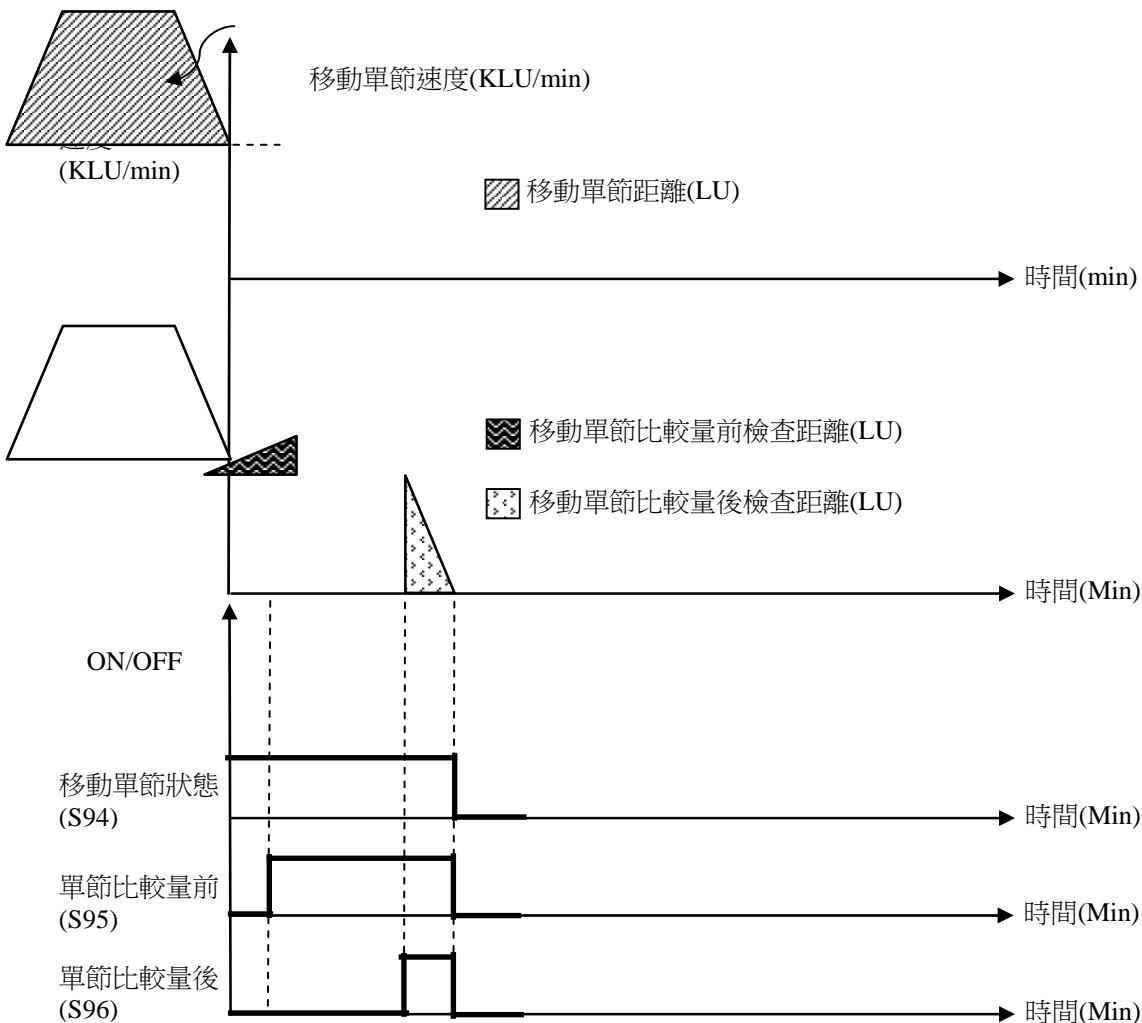 移動單節速度(KLU/min)
(KLU/min)
移動單節距離(LU)
時間(min)
移動單節比較量前檢查距離(LU)
移動單節比較量後檢查距離(LU)
時間(Min)
ON/OFF
移動單節狀態
(S94)
時間(Min)
單節比較量前
(S95)
時間(Min)
單節比較量後
(S96)
時間(Min)